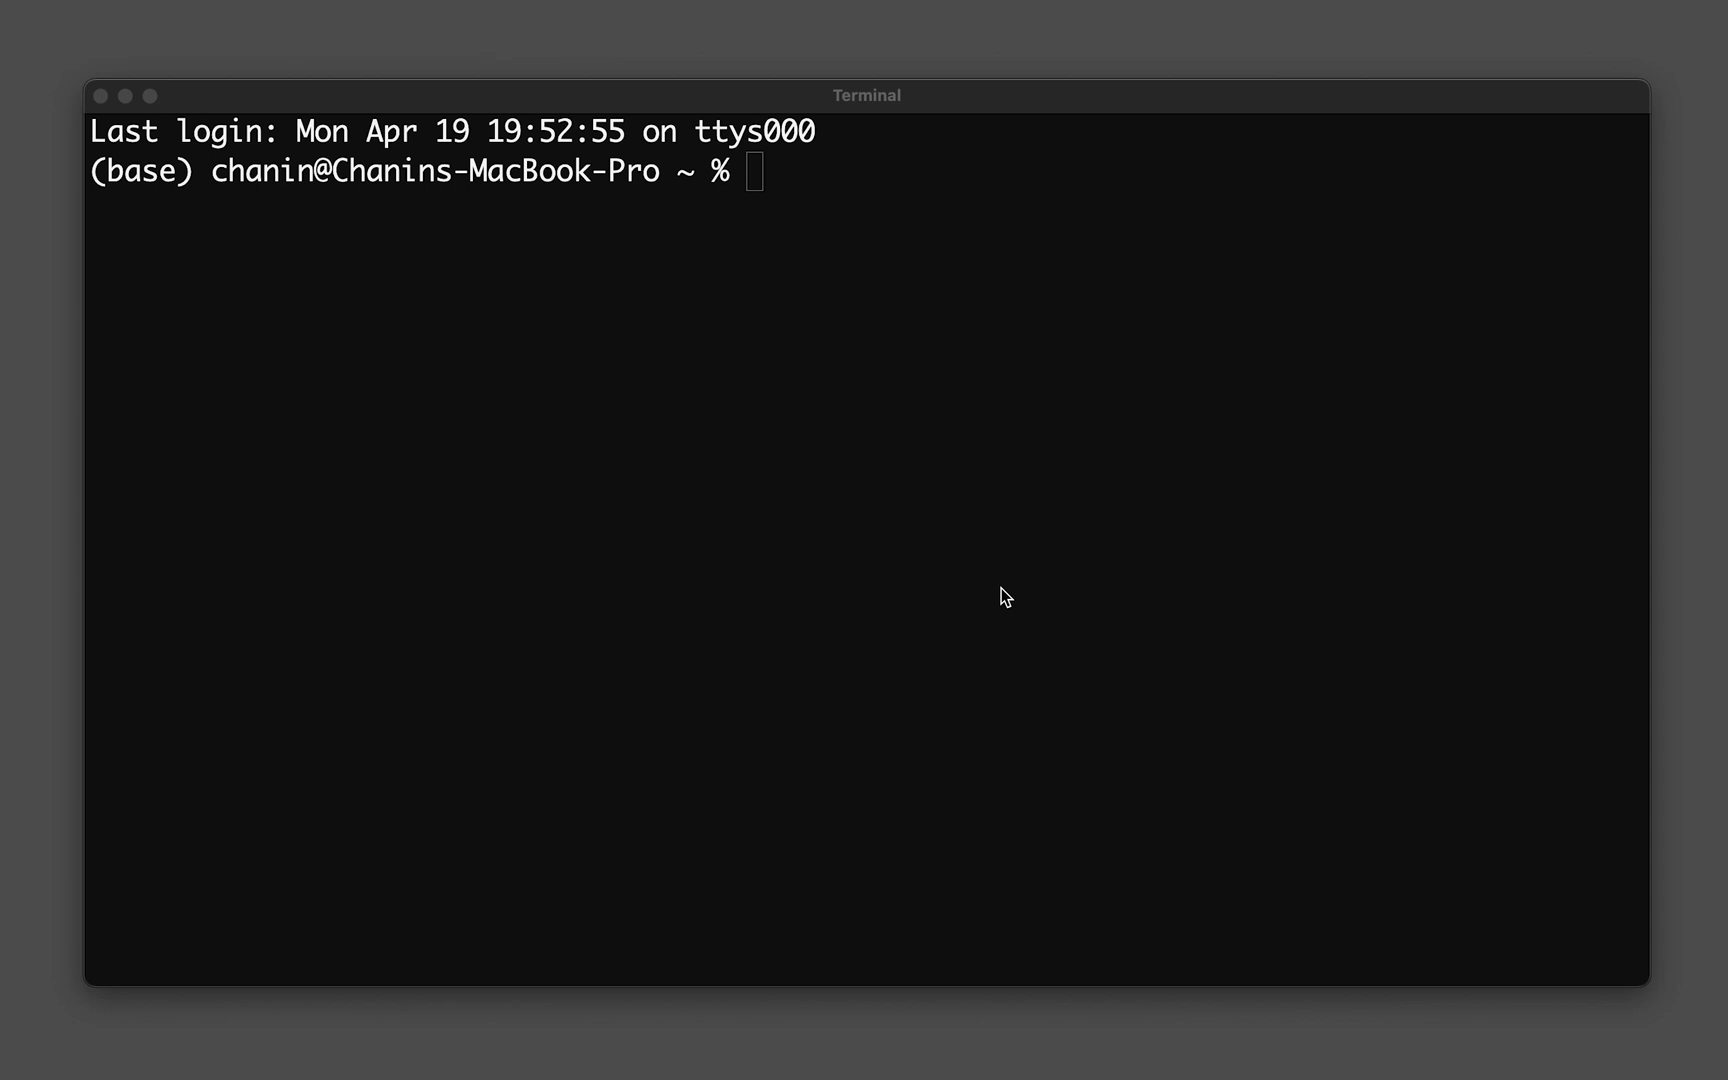 Terminal
Last login: Mon Apr 19 19:52:55 on ttys000
(base) chanin@Chanins-MacBook-Pro ~ %